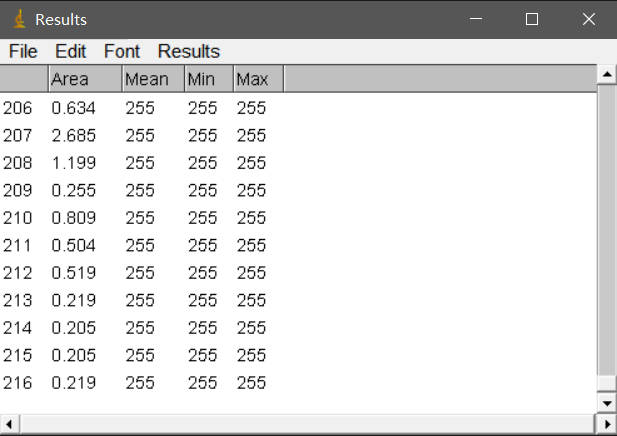 Results
File Edit Font Results
Area Mean Min Max
206 0.634 255 255 255
207 2.685 255 255 255
208 1.199 255 255 255
209 0.255 255 255 255
210 0.809 255 255 255
211 0.504 255 255 255
212 0.519 255 255 255
213 0.219 255 255 255
214 0.205 255 255 255
215 0.205 255 255 255
216 0.219 255 255 255